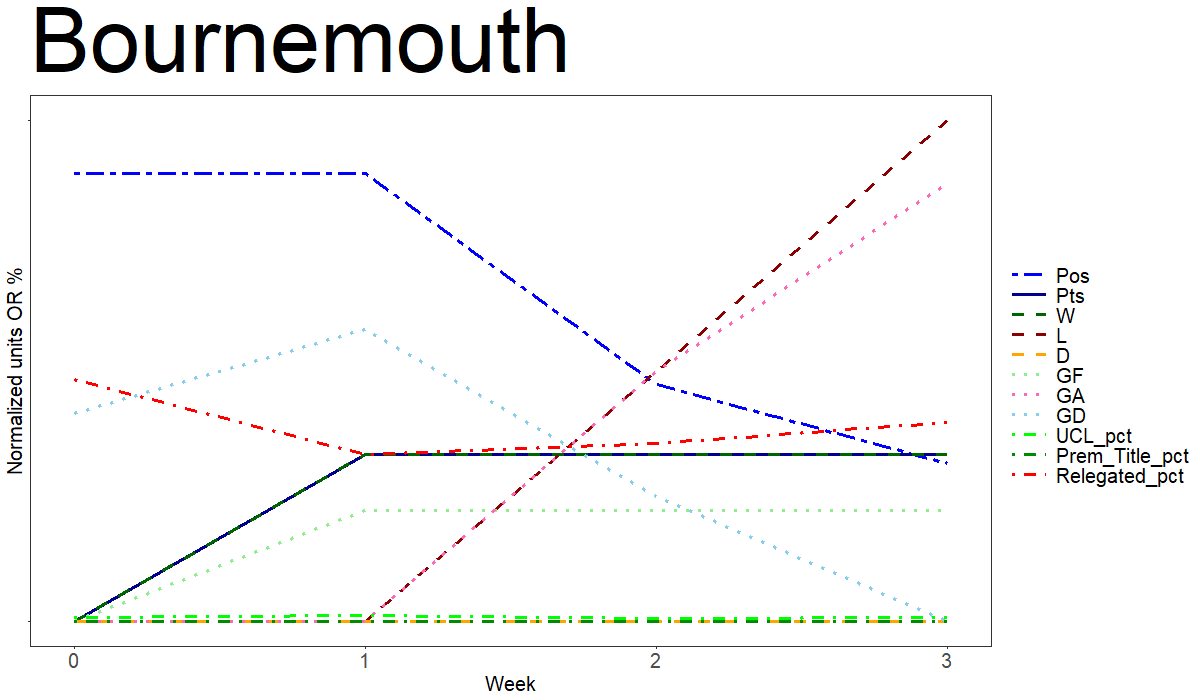 Bournemouth
Normalized units OR %
Pos
Pts
W
L
D
GF
GA
GD
UCL_pct
Prem_Title_pct
Relegated_pct
0 1 2 3
Week